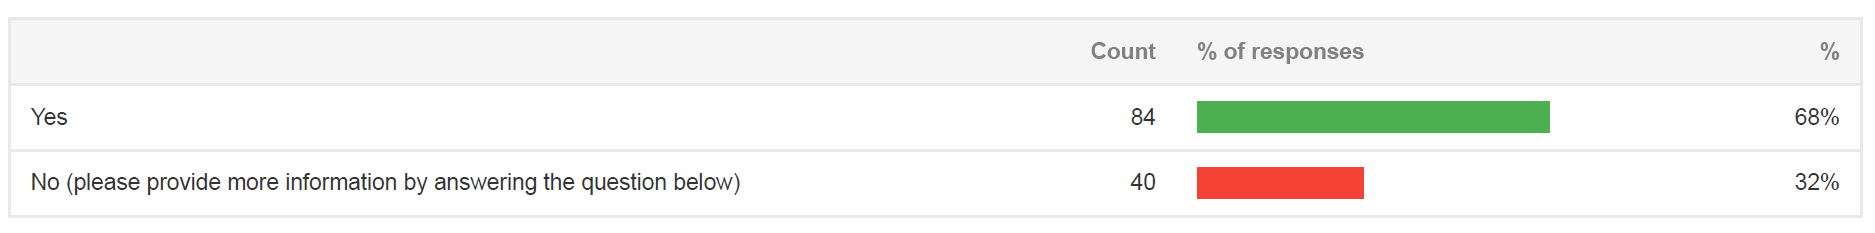 Count % of responses %
Yes 84 68%
No (please provide more information by answering the question below) 40 32%